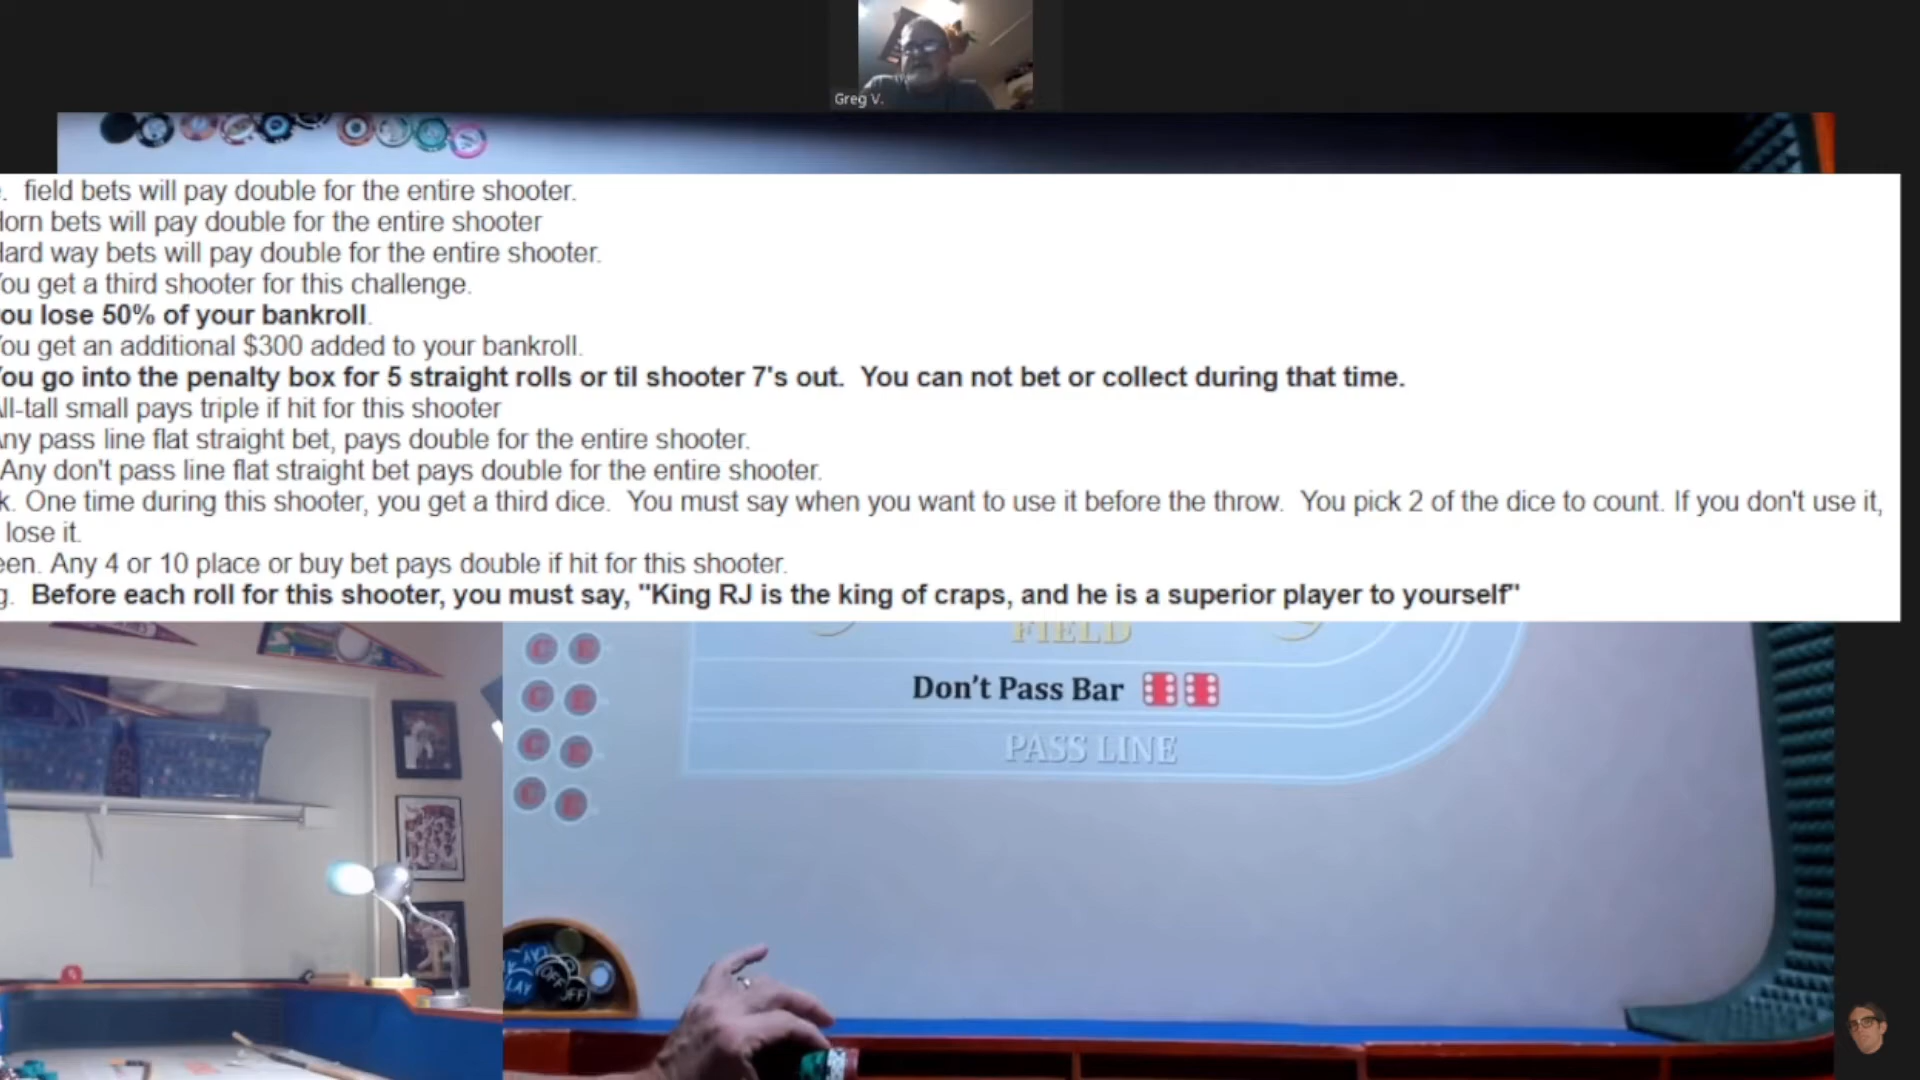 Greg V.
. field bets will pay double for the entire shooter.
orn bets will pay double for the entire shooter
ard way bets will pay double for the entire shooter.
ou get a third shooter for this challenge.
ou lose 50% of your bankroll.
ou get an additional $300 added to your bankroll.
ou go into the penalty box for 5 straight rolls or til shooter 7's out. You can not bet or collect during that time.
ll-tall small pays triple if hit for this shooter
ny pass line flat straight bet, pays double for the entire shooter.
Any don't pass line flat straight bet pays double for the entire shooter.
k. One time during this shooter, you get a third dice. You must say when you want to use it before the throw. You pick 2 of the dice to count. If you don't use it,
lose it.
een. Any 4 or 10 place or buy bet pays double if hit for this shooter.
g. Before each roll for this shooter, you must say, "King RJ is the king of craps, and he is a superior player to yourself"
FIELD
C E
Don't Pass Bar
C E
PASS LINE
C E
C E
OFF
LAY
OFF